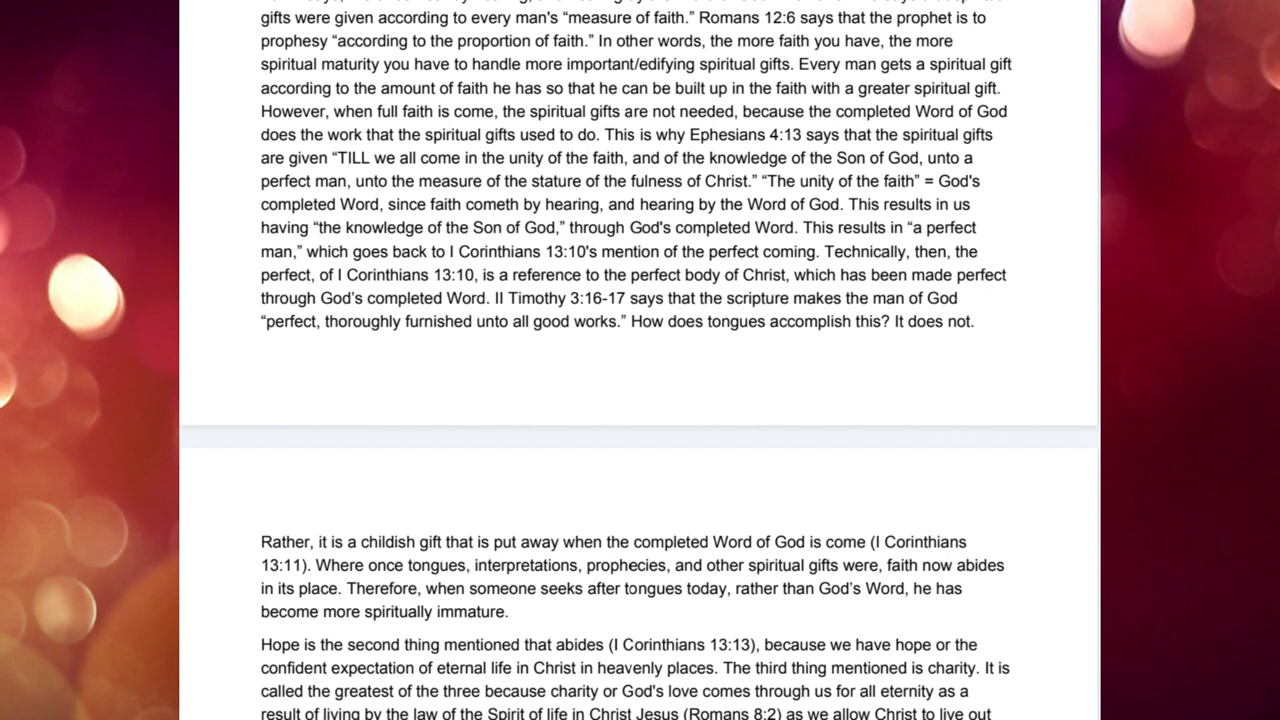 gifts were given according to every man's “measure of faith.” Romans 12:6 says that the prophet is to
prophesy “according to the proportion of faith.” In other words, the more faith you have, the more
spiritual maturity you have to handle more important/edifying spiritual gifts. Every man gets a spiritual gift
according to the amount of faith he has so that he can be built up in the faith with a greater spiritual gift.
However, when full faith is come, the spiritual gifts are not needed, because the completed Word of God
does the work that the spiritual gifts used to do. This is why Ephesians 4:13 says that the spiritual gifts
are given “TILL we all come in the unity of the faith, and of the knowledge of the Son of God, unto a
perfect man, unto the measure of the stature of the fulness of Christ.” “The unity of the faith” = God's
completed Word, since faith cometh by hearing, and hearing by the Word of God. This results in us
having “the knowledge of the Son of God,” through God's completed Word. This results in “a perfect
man,” which goes back to I Corinthians 13:10's mention of the perfect coming. Technically, then, the
perfect, of I Corinthians 13:10, is a reference to the perfect body of Christ, which has been made perfect
through God’s completed Word. II Timothy 3:16-17 says that the scripture makes the man of God
“perfect, thoroughly furnished unto all good works.” How does tongues accomplish this? It does not.
Rather, it is a childish gift that is put away when the completed Word of God is come (I Corinthians
13:11). Where once tongues, interpretations, prophecies, and other spiritual gifts were, faith now abides
in its place. Therefore, when someone seeks after tongues today, rather than God’s Word, he has
become more spiritually immature.
Hope is the second thing mentioned that abides (I Corinthians 13:13), because we have hope or the
confident expectation of eternal life in Christ in heavenly places. The third thing mentioned is charity. It is
called the greatest of the three because charity or God's love comes through us for all eternity as a
result of living by the law of the Spirit of life in Christ Jesus (Romans 8:2) as we allow Christ to live out